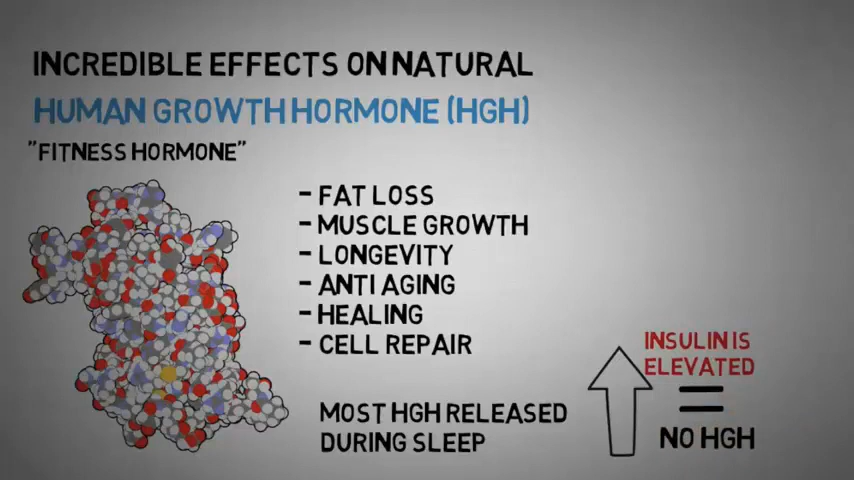 INCREDIBLE EFFECTS ON NATURAL
HUMAN GROWTH HORMONE (HGH)
"FITNESS HORMONE"
- FAT LOSS
- MUSCLE GROWTH
- LONGEVITY
- ANTI AGING
- HEALING
- CELL REPAIR
MOST HGH RELEASED
DURING SLEEP
INSULIN IS
ELEVATED
=
NO HGH